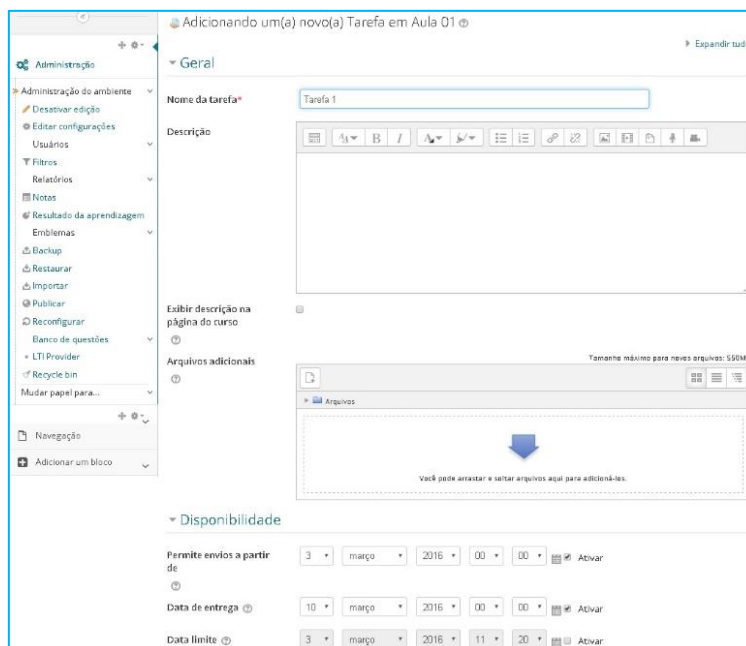 Adicionando um(a) novo(a) Tarefa em Aula 01
Expandir tud
Administração
Administração do ambiente
Desativar edição
Editar configurações
Usuários
Filtros
Relatórios
Notas
Resultado da aprendizagem
Emblemas
Backup
Restaurar
Importar
Publicar
Reconfigurar
Banco de questões
LTI Provider
Recycle bin
Mudar papel para...
Navegação
Adicionar um bloco
Geral
Nome da tarefa*
Tarefa 1
Descrição
Exibir descrição na
página do curso
Arquivos adicionais
Tamanho máximo para novos arquivos: 550M
Arquivos
Você pode arrastar e soltar arquivos aqui para adicioná-los.
Disponibilidade
Permite envios a partir
de
3 março 2016 00 00 Ativar
Data de entrega 10 março 2016 00 00 Ativar
Data limite 3 março 2016 11 20 Ativar